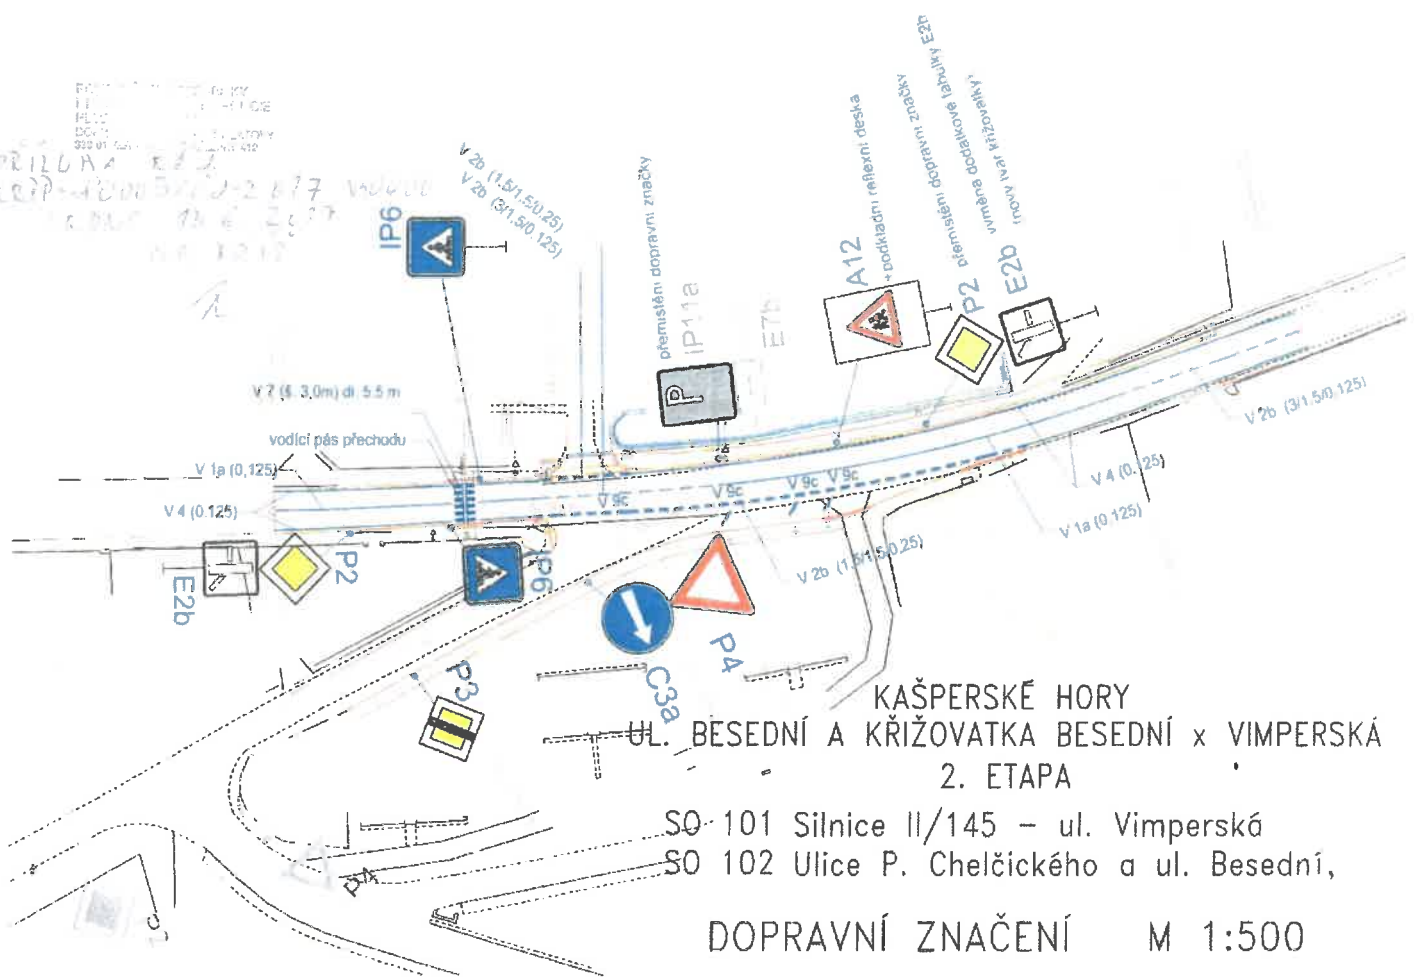 V 2b (1.5/1.5/0.25)
V 2b (3/1.5/0.125)
IP6
přemístění dopravní značky
IP11a
E7b
A12
+podkladní reflexní deska
P2
přemístění dopravní značky
výměna dodatkové tabulky E2b
E2b
(nový tvar křižovatky)
V 7 (š. 3,0m) dl. 5.5 m
vodící pás přechodu
V 1a (0,125)
V 4 (0.125)
V 9c
V 9c
V 9c
V 9c
V 2b (3/1.5/0.125)
V 4 (0.125)
V 1a (0.125)
V 2b (1.5/1.5/0.25)
E2b
P2
IP6
P
P3
C3a
P4
P4
KAŠPERSKÉ HORY
UL. BESEDNÍ A KŘIŽOVATKA BESEDNÍ x VIMPERSKÁ
2. ETAPA
SO 101 Silnice II/145 - ul. Vimperská
SO 102 Ulice P. Chelčického a ul. Besední,
DOPRAVNÍ ZNAČENÍ M 1:500